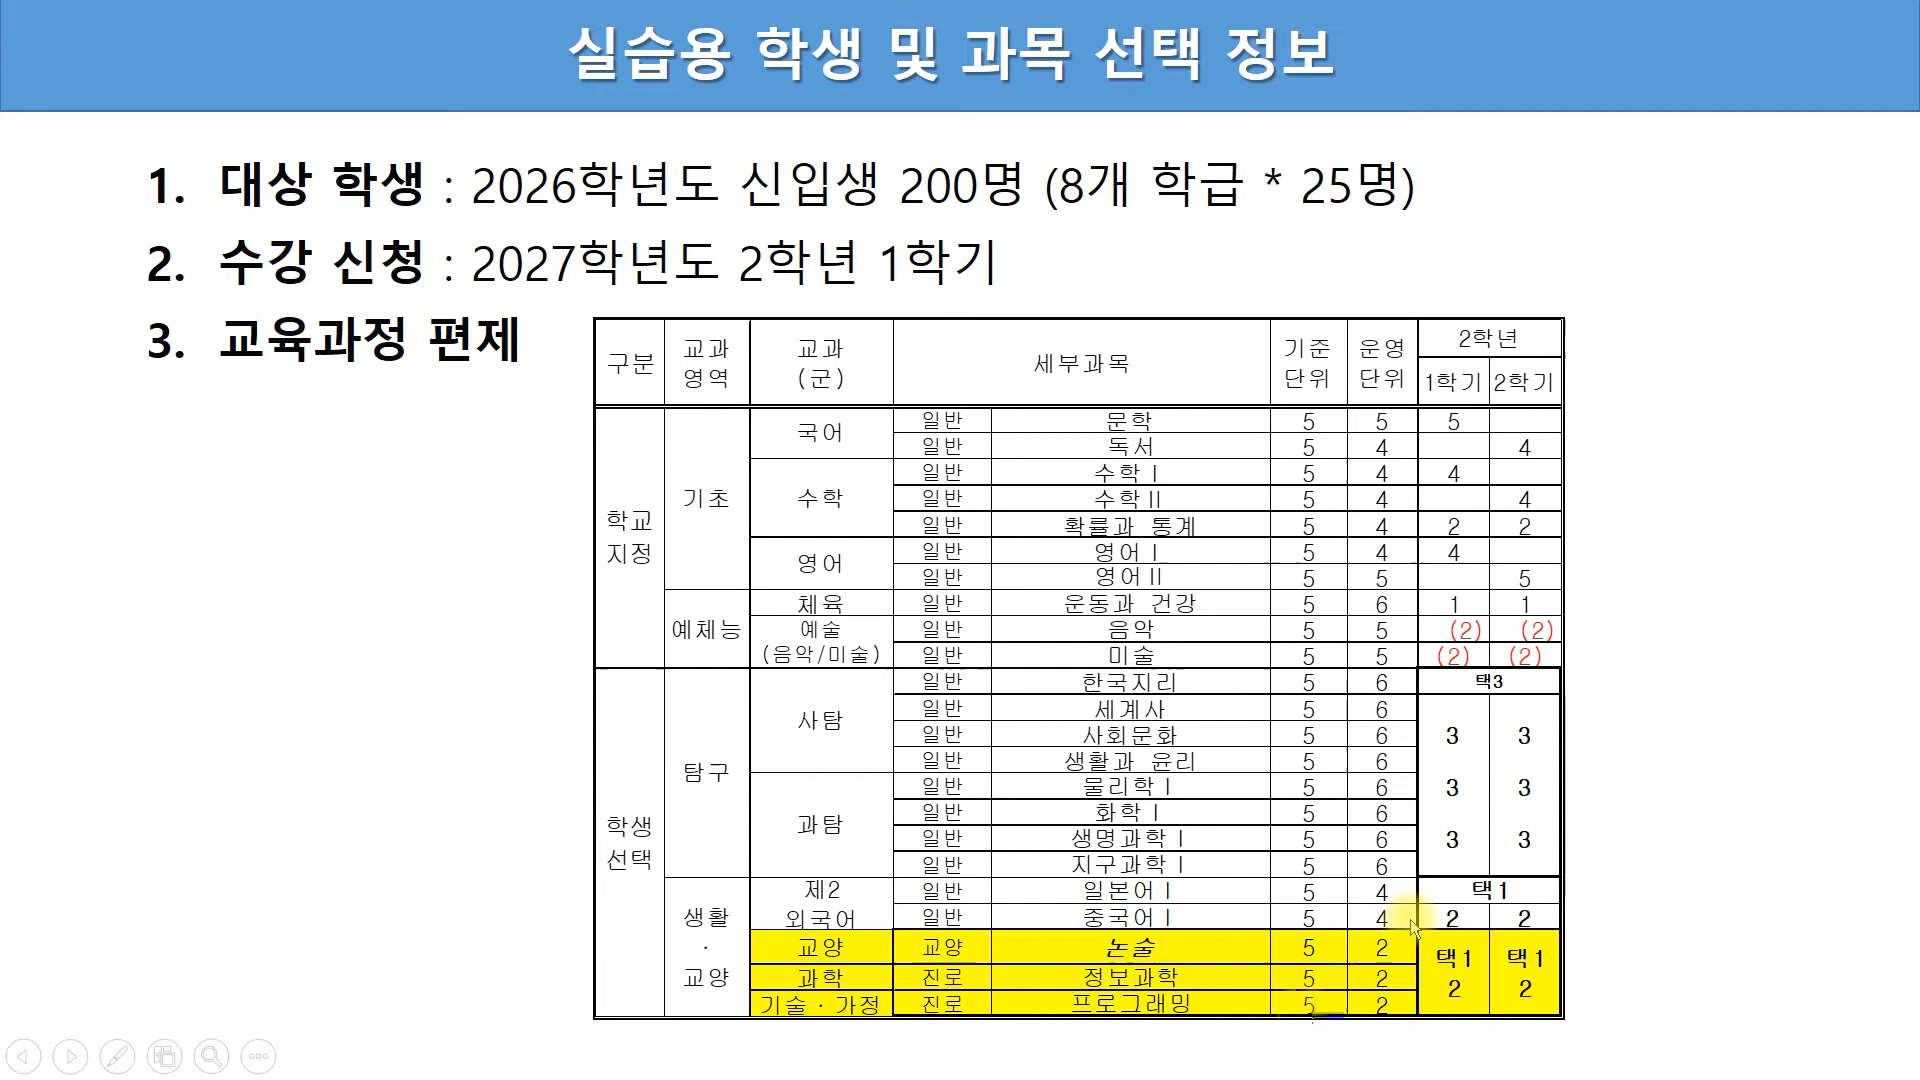 실습용 학생 및 과목 선택 정보
1. 대상 학생 : 2026학년도 신입생 200명 (8개 학급 * 25명)
2. 수강 신청 : 2027학년도 2학년 1학기
3. 교육과정 편제
구분 교과 영역 교과 (군) 세부과목 기준 단위 운영 단위 2학년
1학기 2학기
학교 지정 기초 국어 일반 문학 5 5 5
일반 독서 5 4 4
수학 일반 수학Ⅰ 5 4 4
일반 수학Ⅱ 5 4 4
일반 확률과 통계 5 4 2 2
영어 일반 영어Ⅰ 5 4 4
일반 영어Ⅱ 5 5 5
예체능 체육 일반 운동과 건강 5 6 1 1
예술 (음악/미술) 일반 음악 5 5 (2) (2)
일반 미술 5 5 (2) (2)
학생 선택 탐구 사탐 일반 한국지리 5 6 택3
일반 세계사 5 6
일반 사회문화 5 6 3 3
일반 생활과 윤리 5 6
과탐 일반 물리학Ⅰ 5 6 3 3
일반 화학Ⅰ 5 6
일반 생명과학Ⅰ 5 6 3 3
일반 지구과학Ⅰ 5 6
생활 · 교양 제2 외국어 일반 일본어Ⅰ 5 4 택1
일반 중국어Ⅰ 5 4 2 2
교양 교양 논술 5 2 택1 택1
과학 진로 정보과학 5 2 2 2
기술·가정 진로 프로그래밍 5 2